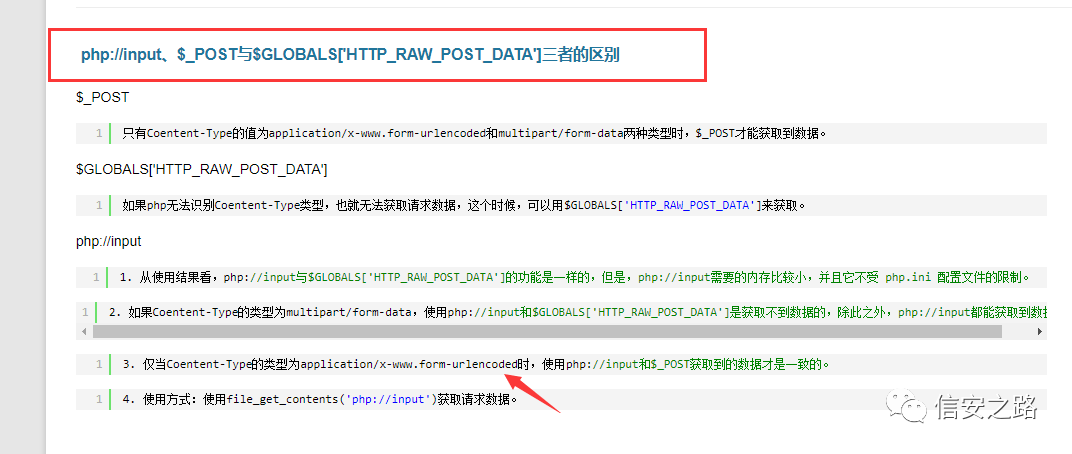 php://input、$_POST与$GLOBALS['HTTP_RAW_POST_DATA']三者的区别
$_POST
1 只有Coentent-Type的值为application/x-www.form-urlencoded和multipart/form-data两种类型时，$_POST才能获取到数据。
$GLOBALS['HTTP_RAW_POST_DATA']
1 如果php无法识别Coentent-Type类型，也就无法获取请求数据，这个时候，可以用$GLOBALS['HTTP_RAW_POST_DATA']来获取。
php://input
1 1. 从使用结果看，php://input与$GLOBALS['HTTP_RAW_POST_DATA']的功能是一样的，但是，php://input需要的内存比较小，并且它不受 php.ini 配置文件的限制。
1 2. 如果Coentent-Type的类型为multipart/form-data，使用php://input和$GLOBALS['HTTP_RAW_POST_DATA']是获取不到数据的，除此之外，php://input都能获取到数
1 3. 仅当Coentent-Type的类型为application/x-www.form-urlencoded时，使用php://input和$_POST获取到的数据才是一致的。
1 4. 使用方式：使用file_get_contents('php://input')获取请求数据。
信安之路